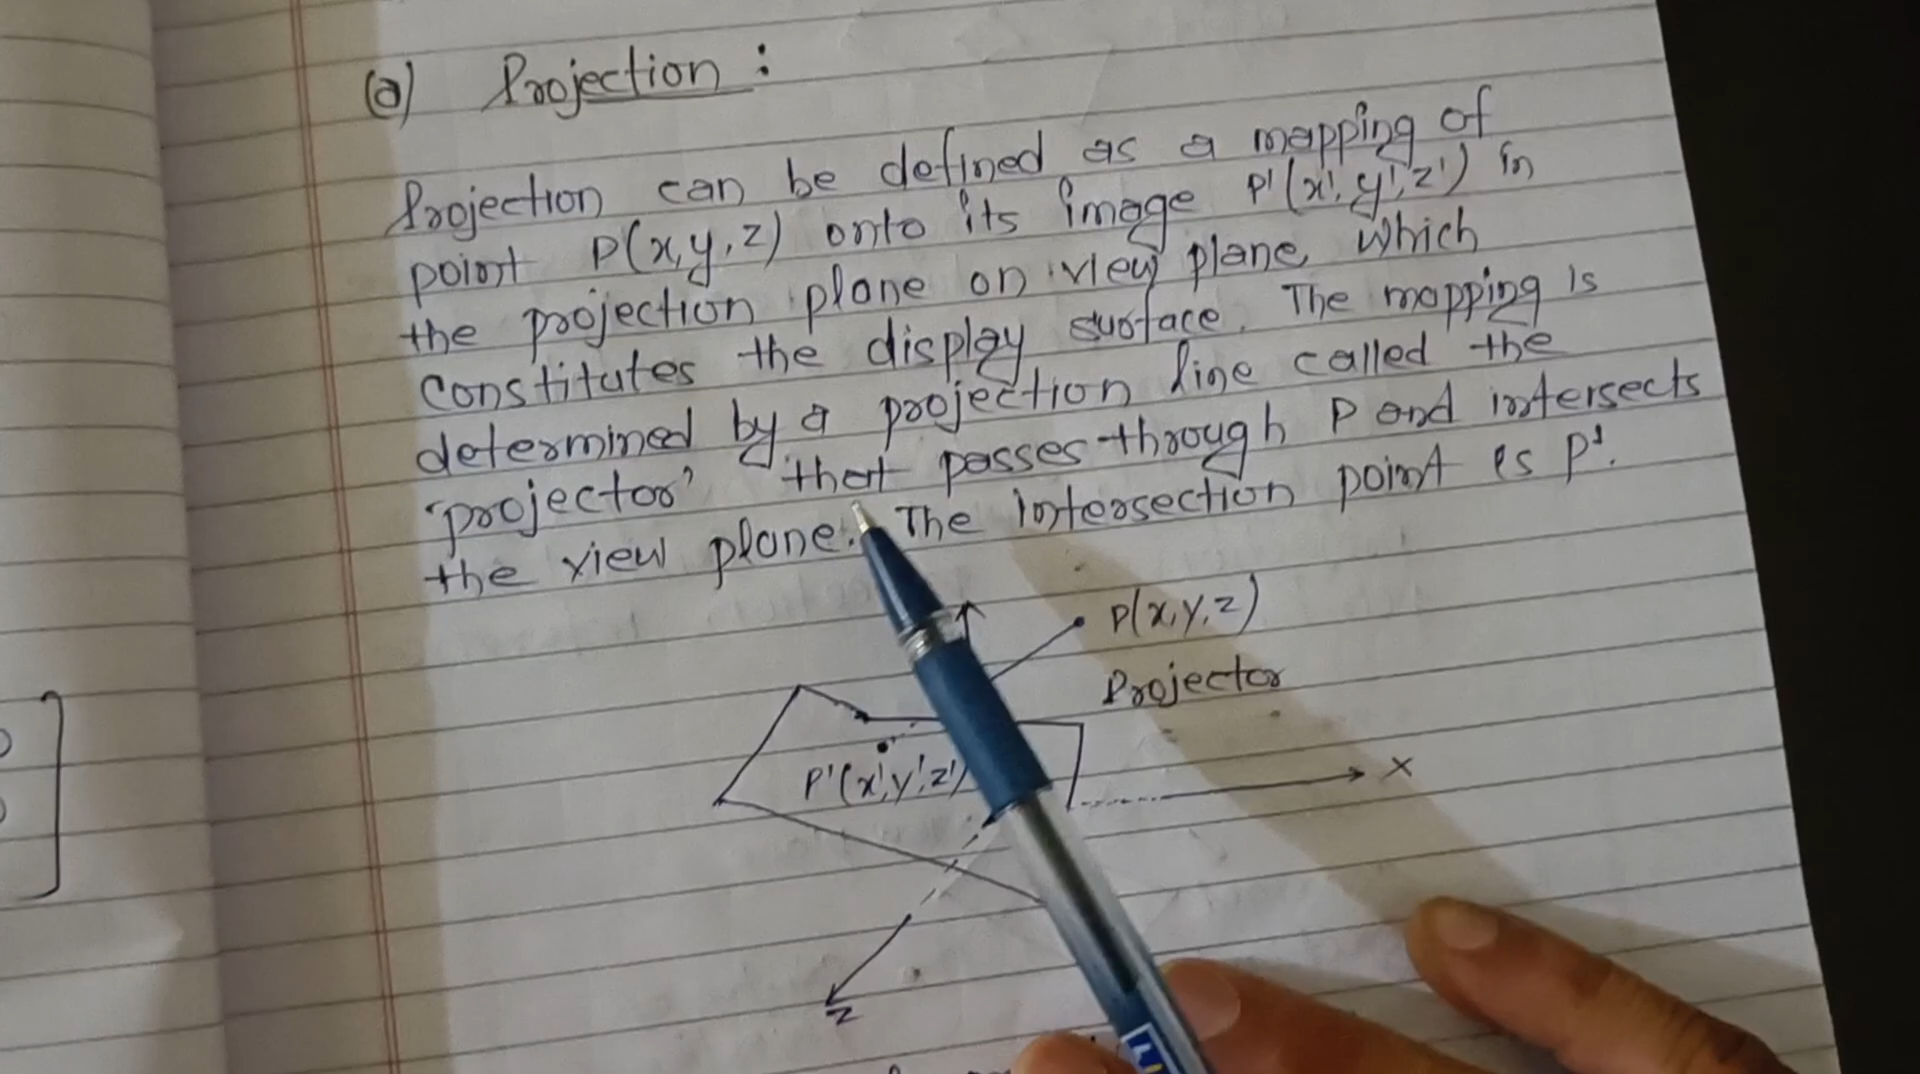 (a) Projection :
Projection can be defined as a mapping of
point P(x,y,z) onto its image P'(x',y',z') in
the projection plane on view plane, which
constitutes the display surface. The mapping is
determined by a projection line called the
'projector' that passes through P and intersects
the view plane. The intersection point is P'.
P(x,y,z)
Projector
P'(x',y',z')
X
Z